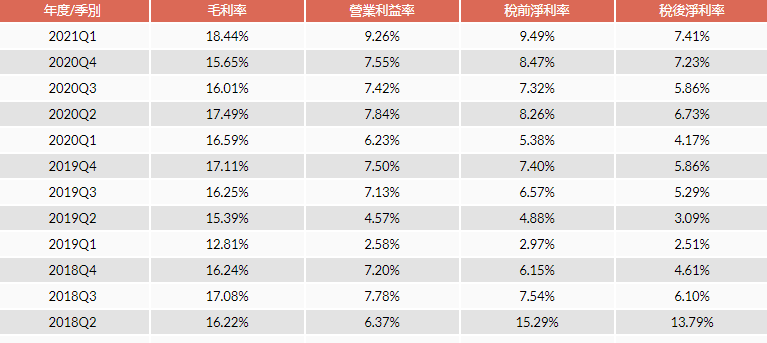 年度/季別 毛利率 營業利益率 稅前淨利率 稅後淨利率
2021Q1 18.44% 9.26% 9.49% 7.41%
2020Q4 15.65% 7.55% 8.47% 7.23%
2020Q3 16.01% 7.42% 7.32% 5.86%
2020Q2 17.49% 7.84% 8.26% 6.73%
2020Q1 16.59% 6.23% 5.38% 4.17%
2019Q4 17.11% 7.50% 7.40% 5.86%
2019Q3 16.25% 7.13% 6.57% 5.29%
2019Q2 15.39% 4.57% 4.88% 3.09%
2019Q1 12.81% 2.58% 2.97% 2.51%
2018Q4 16.24% 7.20% 6.15% 4.61%
2018Q3 17.08% 7.78% 7.54% 6.10%
2018Q2 16.22% 6.37% 15.29% 13.79%